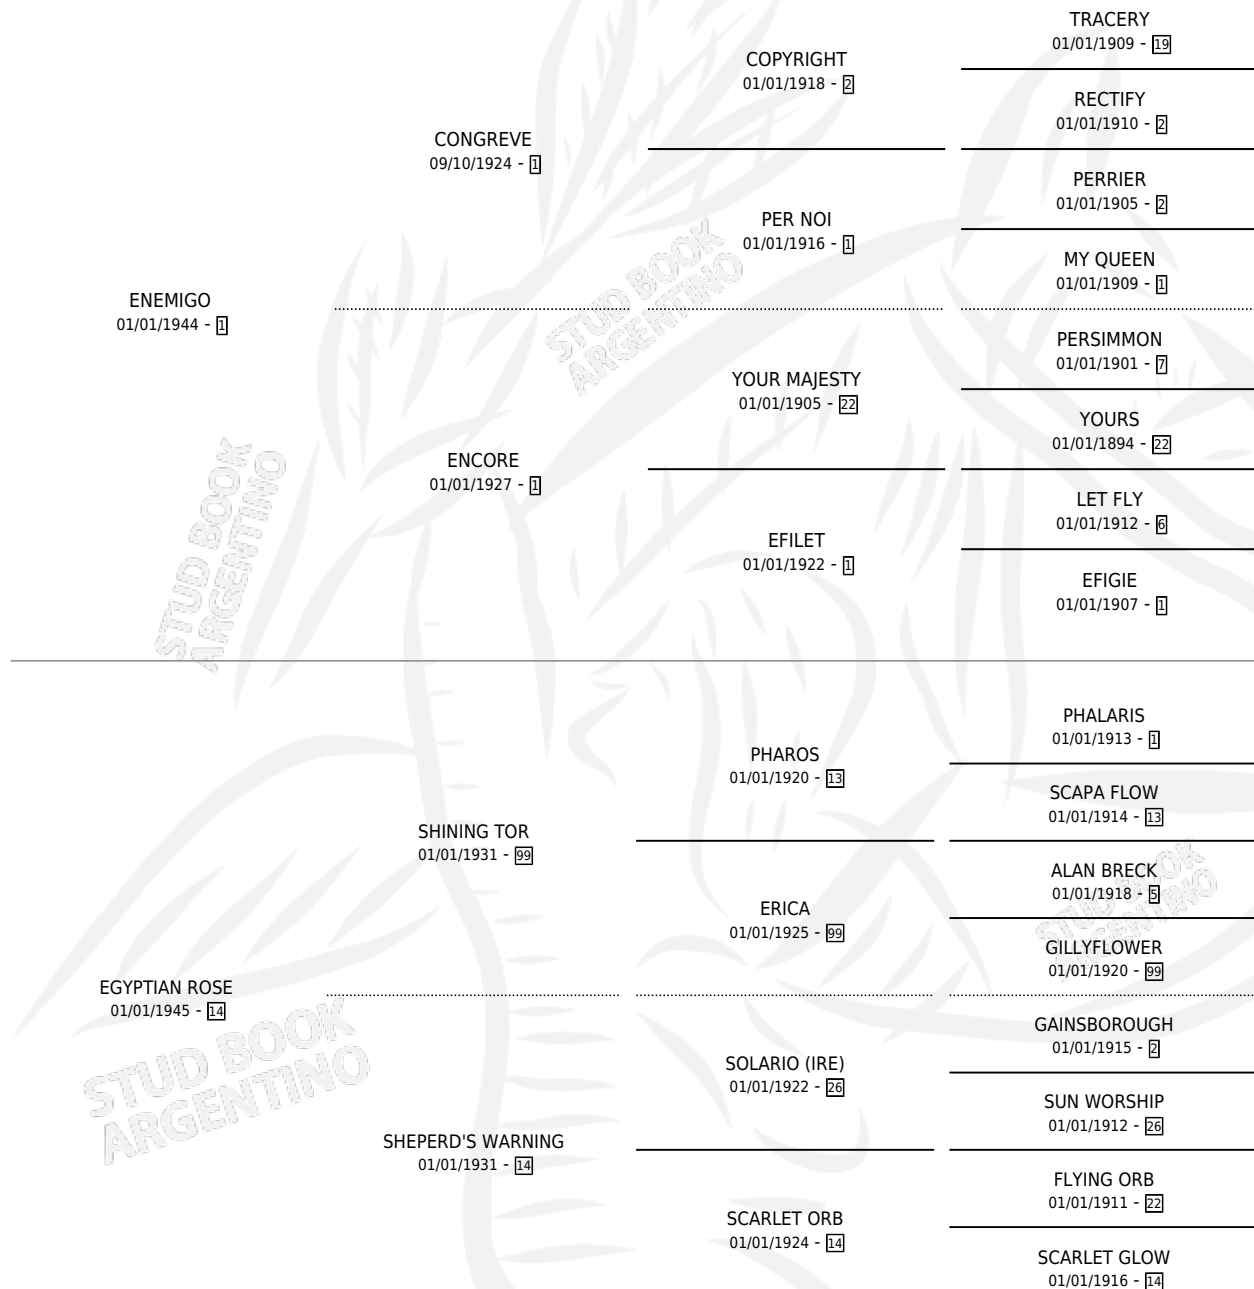 TRACERY
01/01/1909 - 19
COPYRIGHT
01/01/1918 - 2
RECTIFY
01/01/1910 - 2
CONGREVE
09/10/1924 - 1
PERRIER
01/01/1905 - 2
PER NOI
01/01/1916 - 1
MY QUEEN
01/01/1909 - 1
ENEMIGO
01/01/1944 - 1
PERSIMMON
01/01/1901 - 7
YOUR MAJESTY
01/01/1905 - 22
YOURS
01/01/1894 - 22
ENCORE
01/01/1927 - 1
LET FLY
01/01/1912 - 6
EFILET
01/01/1922 - 1
EFIGIE
01/01/1907 - 1
STUD BOOK
ARGENTINO
STUD BOOK
ARGENTINO
PHALARIS
01/01/1913 - 1
PHAROS
01/01/1920 - 13
SCAPA FLOW
01/01/1914 - 13
SHINING TOR
01/01/1931 - 99
ALAN BRECK
01/01/1918 - 5
ERICA
01/01/1925 - 99
GILLYFLOWER
01/01/1920 - 99
EGYPTIAN ROSE
01/01/1945 - 14
GAINSBOROUGH
01/01/1915 - 2
SOLARIO (IRE)
01/01/1922 - 26
SUN WORSHIP
01/01/1912 - 26
SHEPERD'S WARNING
01/01/1931 - 14
FLYING ORB
01/01/1911 - 22
SCARLET ORB
01/01/1924 - 14
SCARLET GLOW
01/01/1916 - 14
STUD BOOK
ARGENTINO
STUD BOOK
ARGENTINO